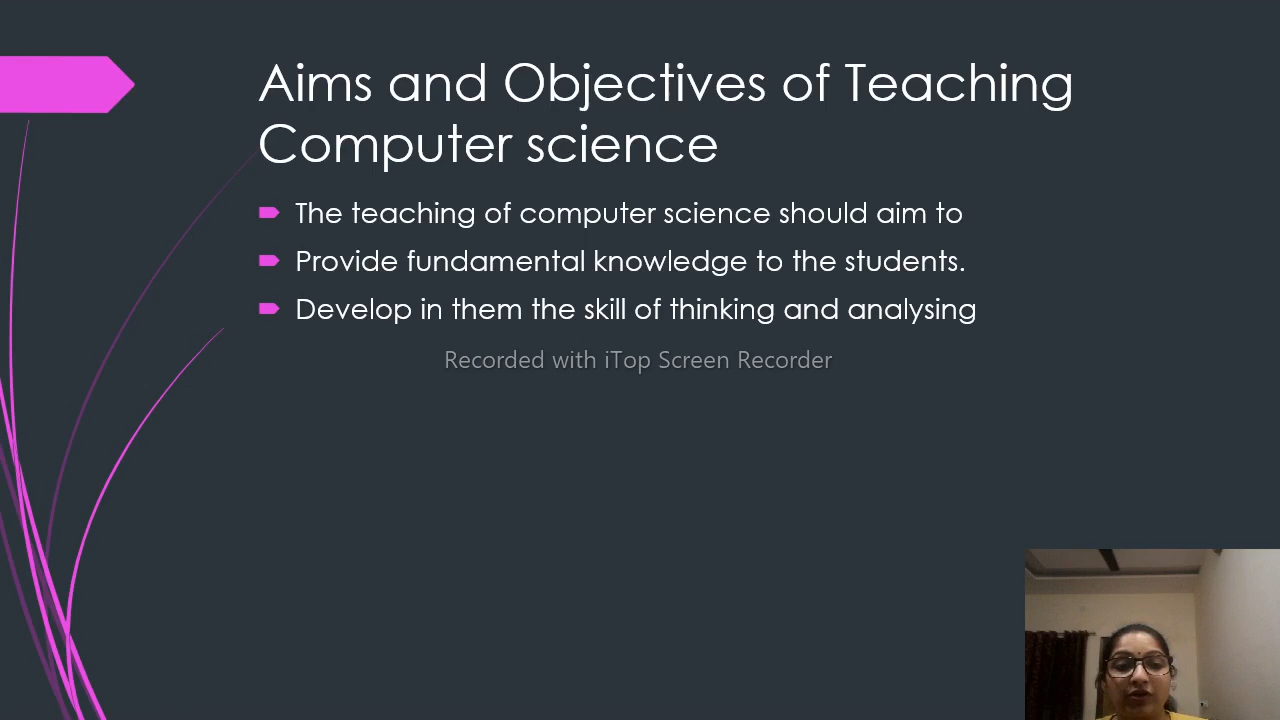 Aims and Objectives of Teaching
Computer science
The teaching of computer science should aim to
Provide fundamental knowledge to the students.
Develop in them the skill of thinking and analysing
Recorded with iTop Screen Recorder